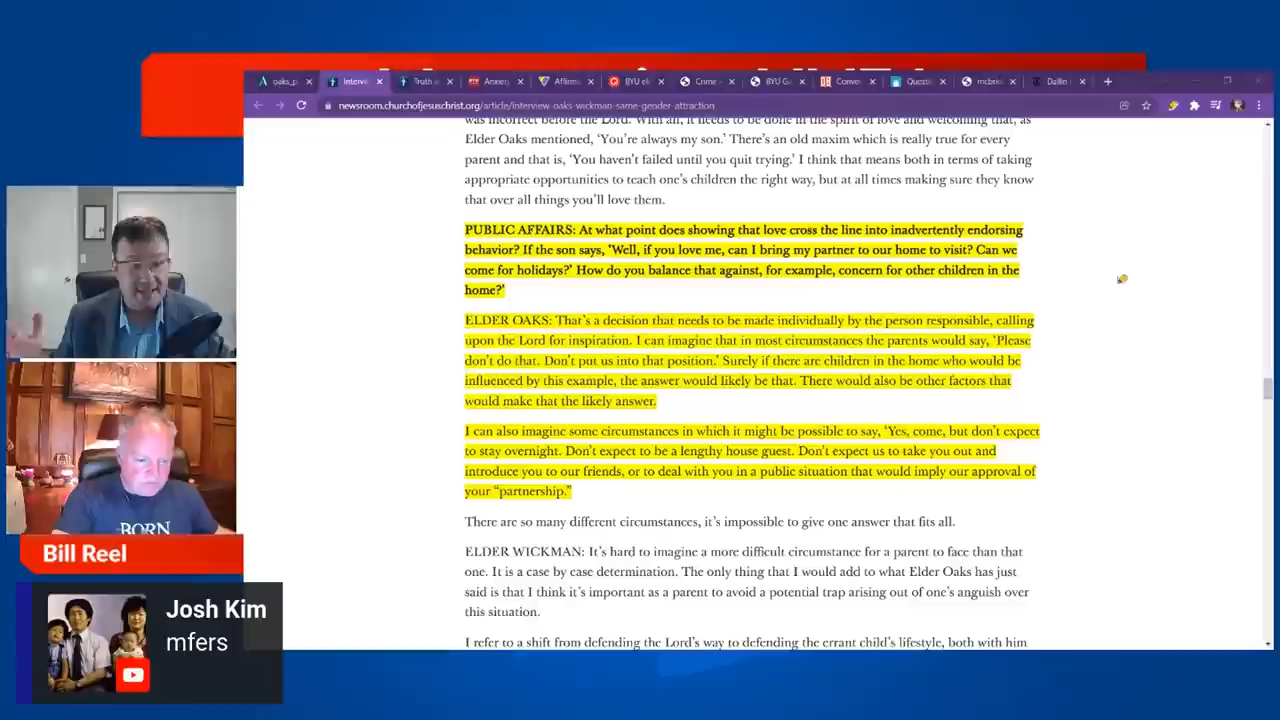 oaks_p
Interv
Truth a
Anxiety
Affirma
BYU el
Crime -
BYU Ga
Conver
Questi
mcbrid
Dallin
newsroom.churchofjesuschrist.org/article/interview-oaks-wickman-same-gender-attraction
was incorrect before the Lord. With all, it needs to be done in the spirit of love and welcoming that, as
Elder Oaks mentioned, ‘You’re always my son.’ There’s an old maxim which is really true for every
parent and that is, ‘You haven’t failed until you quit trying.’ I think that means both in terms of taking
appropriate opportunities to teach one’s children the right way, but at all times making sure they know
that over all things you’ll love them.
PUBLIC AFFAIRS: At what point does showing that love cross the line into inadvertently endorsing
behavior? If the son says, ‘Well, if you love me, can I bring my partner to our home to visit? Can we
come for holidays?’ How do you balance that against, for example, concern for other children in the
home?’
ELDER OAKS: That’s a decision that needs to be made individually by the person responsible, calling
upon the Lord for inspiration. I can imagine that in most circumstances the parents would say, ‘Please
don’t do that. Don’t put us into that position.’ Surely if there are children in the home who would be
influenced by this example, the answer would likely be that. There would also be other factors that
would make that the likely answer.
I can also imagine some circumstances in which it might be possible to say, ‘Yes, come, but don’t expect
to stay overnight. Don’t expect to be a lengthy house guest. Don’t expect us to take you out and
introduce you to our friends, or to deal with you in a public situation that would imply our approval of
your “partnership.”
There are so many different circumstances, it’s impossible to give one answer that fits all.
ELDER WICKMAN: It’s hard to imagine a more difficult circumstance for a parent to face than that
one. It is a case by case determination. The only thing that I would add to what Elder Oaks has just
said is that I think it’s important as a parent to avoid a potential trap arising out of one’s anguish over
this situation.
I refer to a shift from defending the Lord’s way to defending the errant child’s lifestyle, both with him
BORN
Bill Reel
Josh Kim
mfers